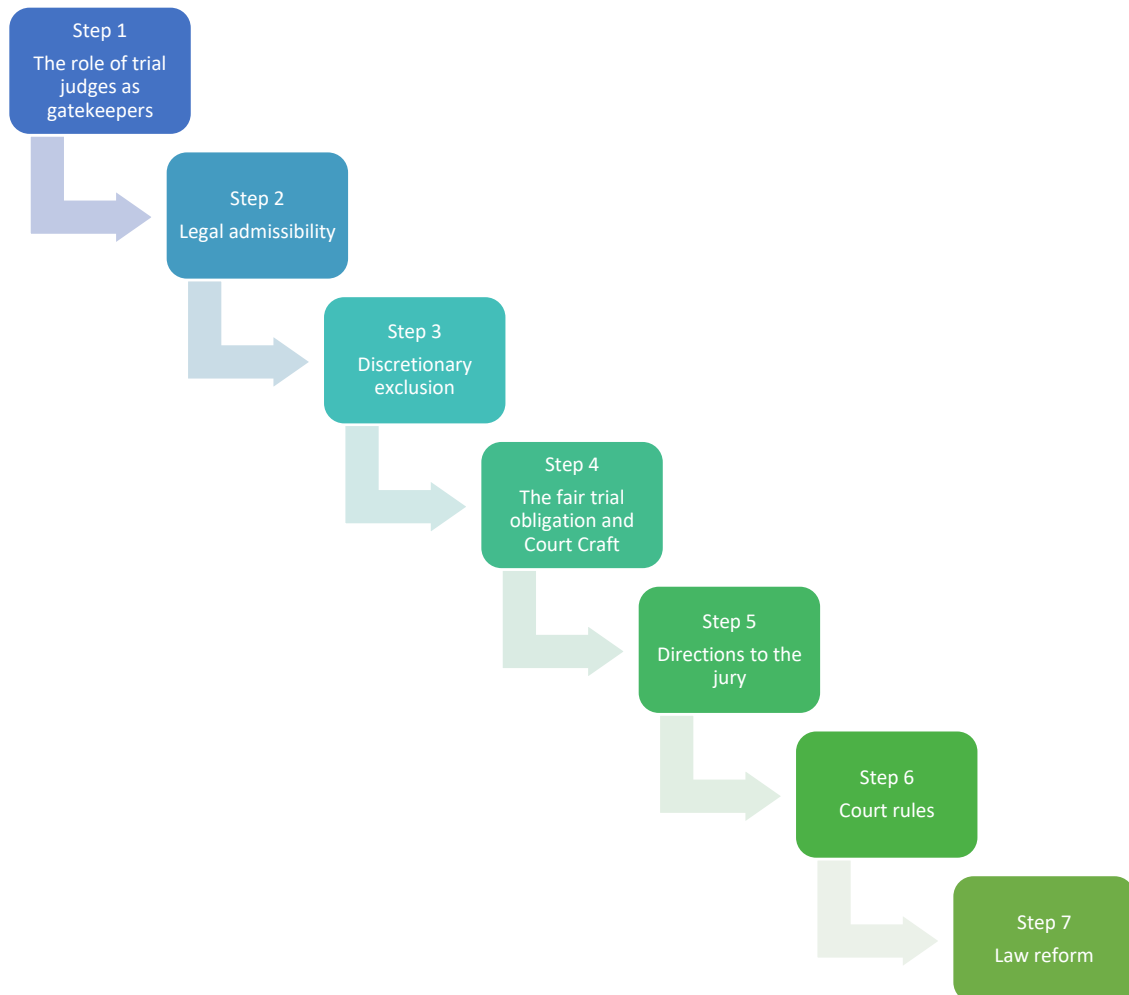 Step 1
The role of trial
judges as
gatekeepers
Step 2
Legal admissibility
Step 3
Discretionary
exclusion
Step 4
The fair trial
obligation and
Court Craft
Step 5
Directions to the
jury
Step 6
Court rules
Step 7
Law reform